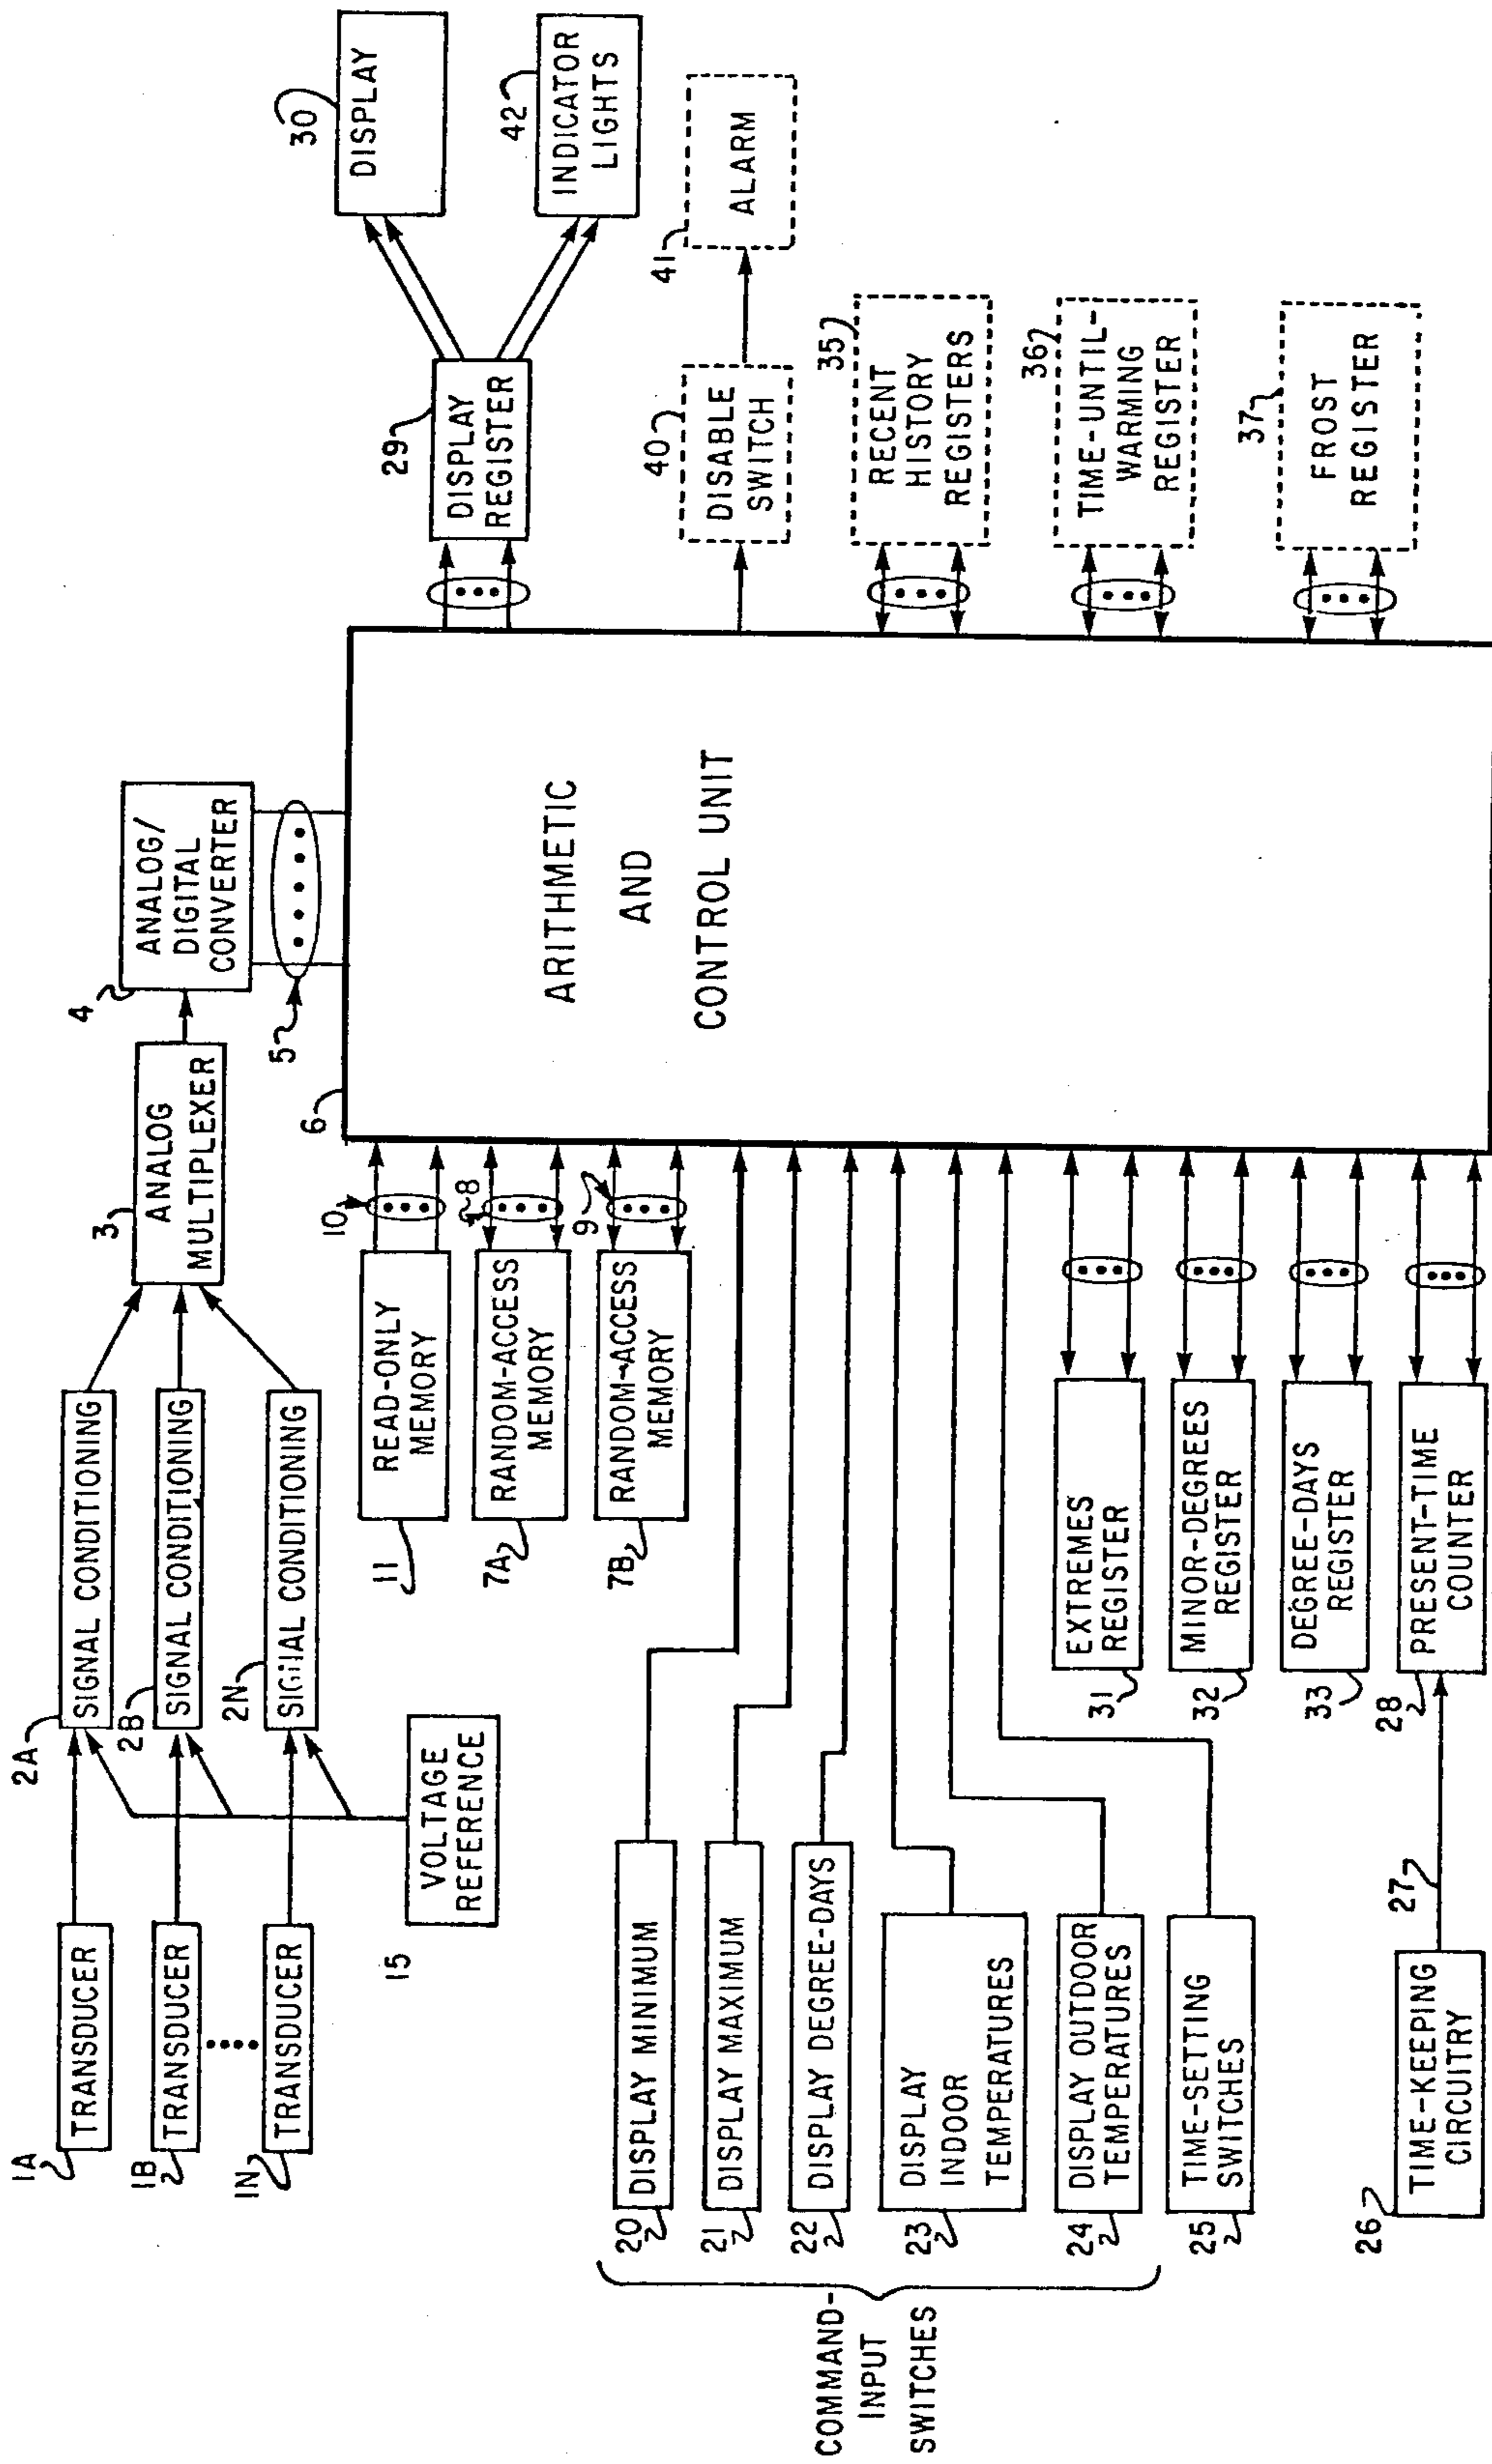 1A
TRANSDUCER
1B
TRANSDUCER
1N
TRANSDUCER
2A
SIGNAL CONDITIONING
2B
SIGNAL CONDITIONING
2N
SIGNAL CONDITIONING
15
VOLTAGE
REFERENCE
3
ANALOG
MULTIPLEXER
4
ANALOG/
DIGITAL
CONVERTER
5
6
ARITHMETIC
AND
CONTROL UNIT
10
11
READ-ONLY
MEMORY
8
7A
RANDOM-ACCESS
MEMORY
9
7B
RANDOM-ACCESS
MEMORY
COMMAND-
INPUT
SWITCHES
20
DISPLAY MINIMUM
21
DISPLAY MAXIMUM
22
DISPLAY DEGREE-DAYS
23
DISPLAY
INDOOR
TEMPERATURES
24
DISPLAY OUTDOOR
TEMPERATURES
25
TIME-SETTING
SWITCHES
26
TIME-KEEPING
CIRCUITRY
27
31
EXTREMES
REGISTER
32
MINOR-DEGREES
REGISTER
33
DEGREE-DAYS
REGISTER
28
PRESENT-TIME
COUNTER
29
DISPLAY
REGISTER
30
DISPLAY
42
INDICATOR
LIGHTS
40
DISABLE
SWITCH
41
ALARM
35
RECENT
HISTORY
REGISTERS
36
TIME-UNTIL-
WARMING
REGISTER
37
FROST
REGISTER